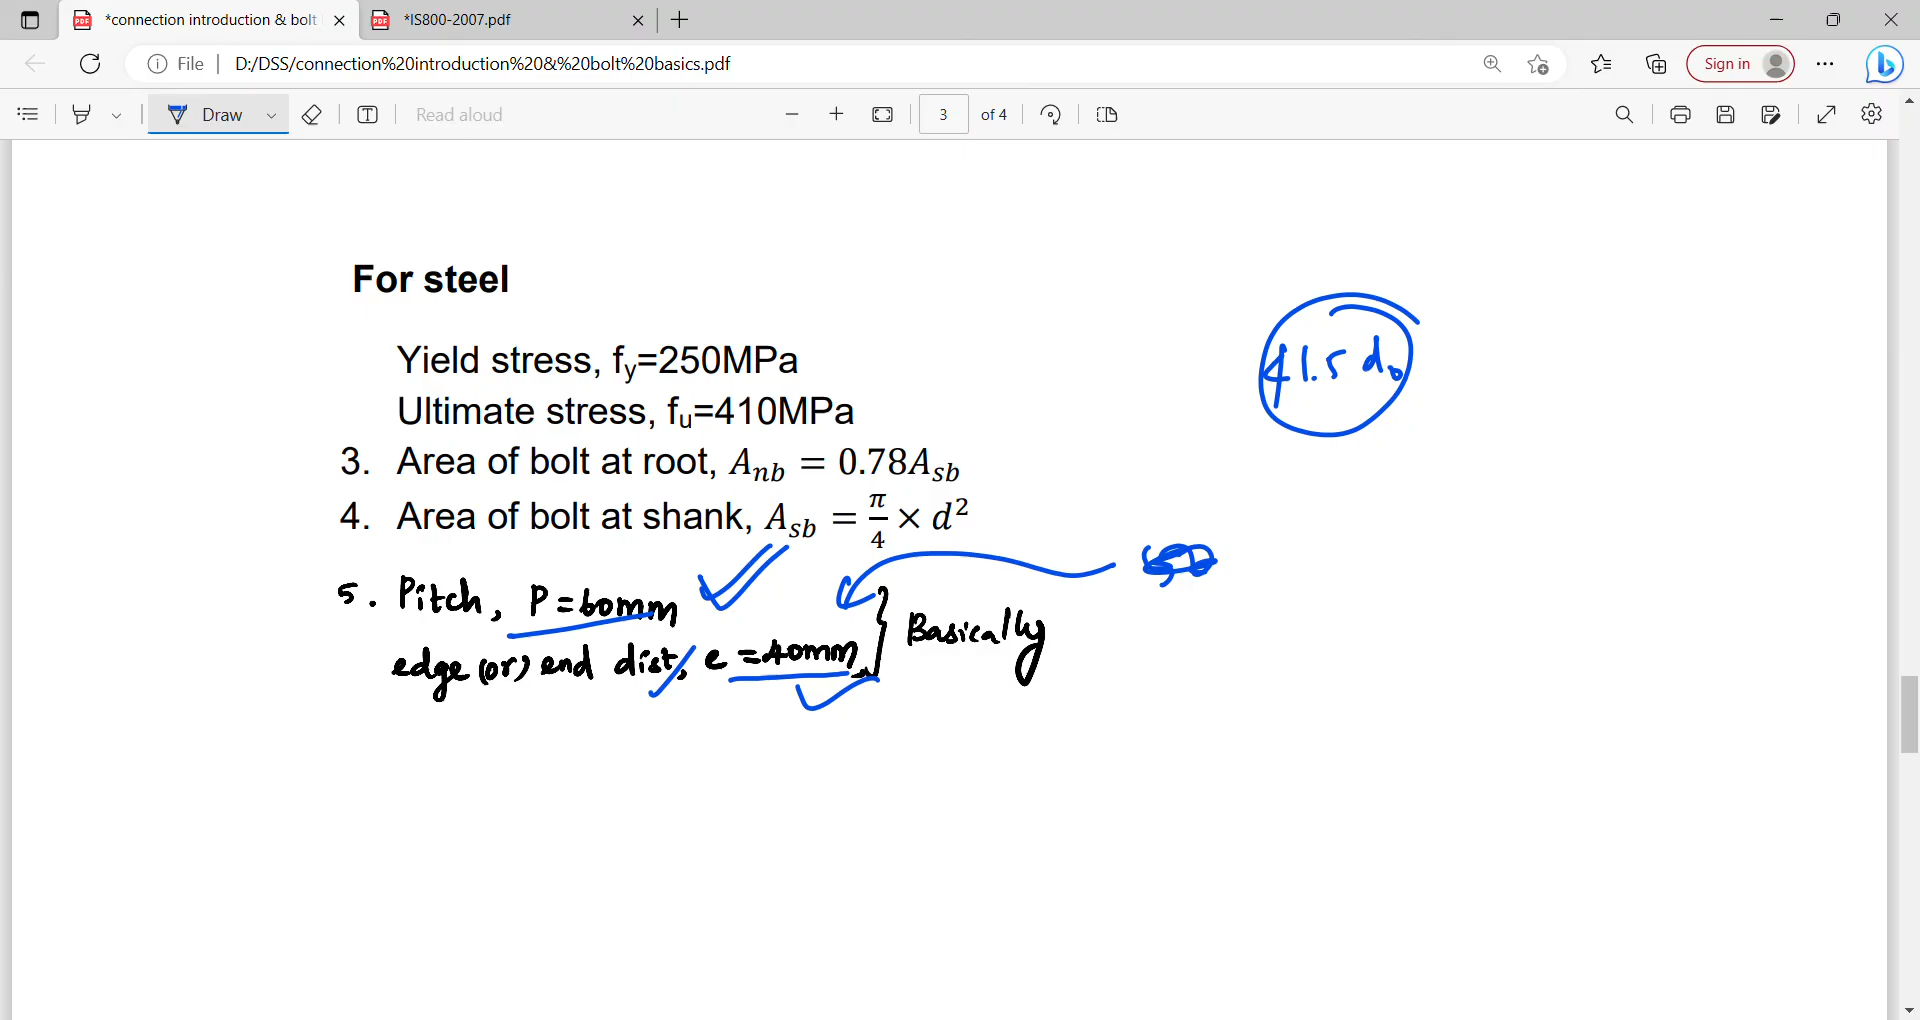 *connection introduction & bolt
*IS800-2007.pdf
File
D:/DSS/connection%20introduction%20&%20bolt%20basics.pdf
Sign in
Draw
Read aloud
3
of 4
For steel
Yield stress, fy=250MPa
Ultimate stress, fu=410MPa
3. Area of bolt at root, Anb = 0.78Asb
4. Area of bolt at shank, Asb = π/4 × d²
5. Pitch, P=60mm
edge (or) end dist, e =40mm
Basically
1.5 d₀